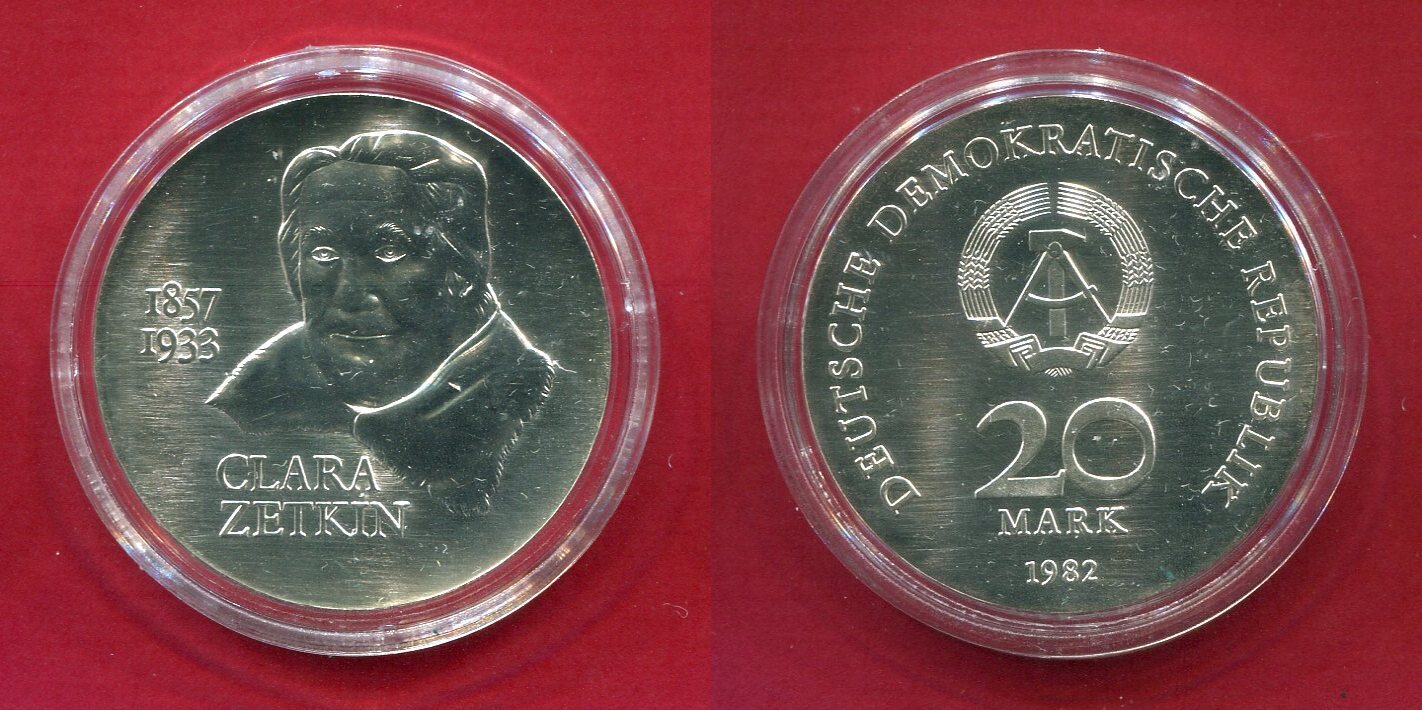 1857
1933
CLARA
ZETKIN
DEUTSCHE DEMOKRATISCHE REPUBLIK
20
MARK
1982